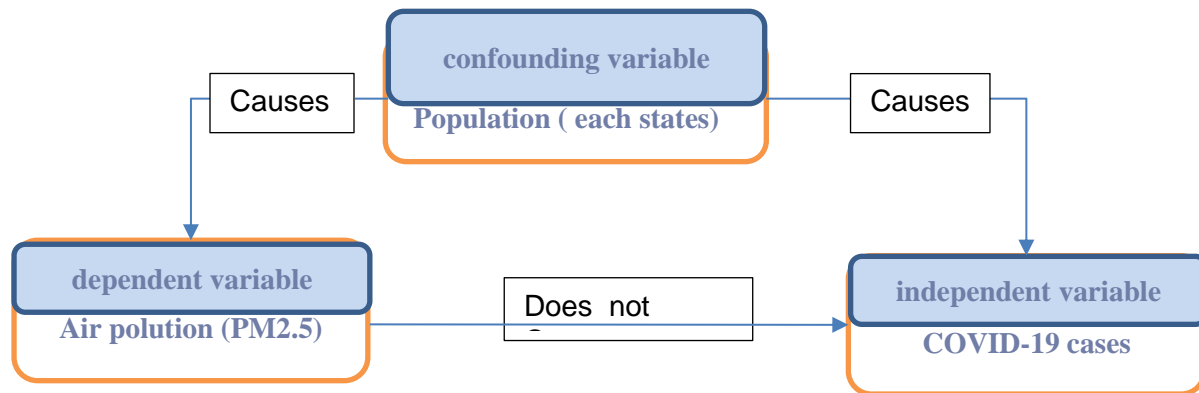 confounding variable
Causes
Causes
Population ( each states)
dependent variable
Does not
independent variable
Air polution (PM2.5)
COVID-19 cases